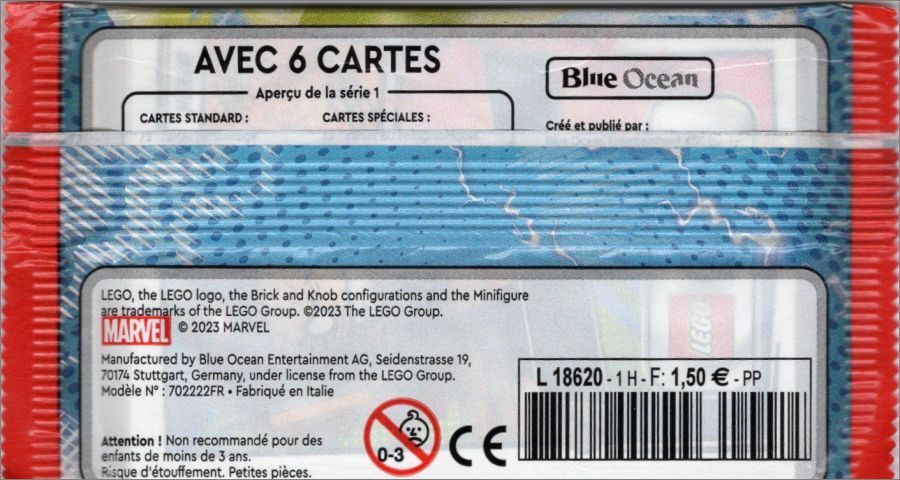 AVEC 6 CARTES
Aperçu de la série 1
CARTES STANDARD :
CARTES SPÉCIALES :
Blue Ocean
Créé et publié par :
LEGO, the LEGO logo, the Brick and Knob configurations and the Minifigure
are trademarks of the LEGO Group. ©2023 The LEGO Group.
MARVEL © 2023 MARVEL
Manufactured by Blue Ocean Entertainment AG, Seidenstrasse 19,
70174 Stuttgart, Germany, under license from the LEGO Group.
Modèle N° : 702222FR • Fabriqué en Italie
LEGO
L 18620 - 1 H - F: 1,50 € - PP
Attention ! Non recommandé pour des
enfants de moins de 3 ans.
Risque d'étouffement. Petites pièces.
0-3
CE